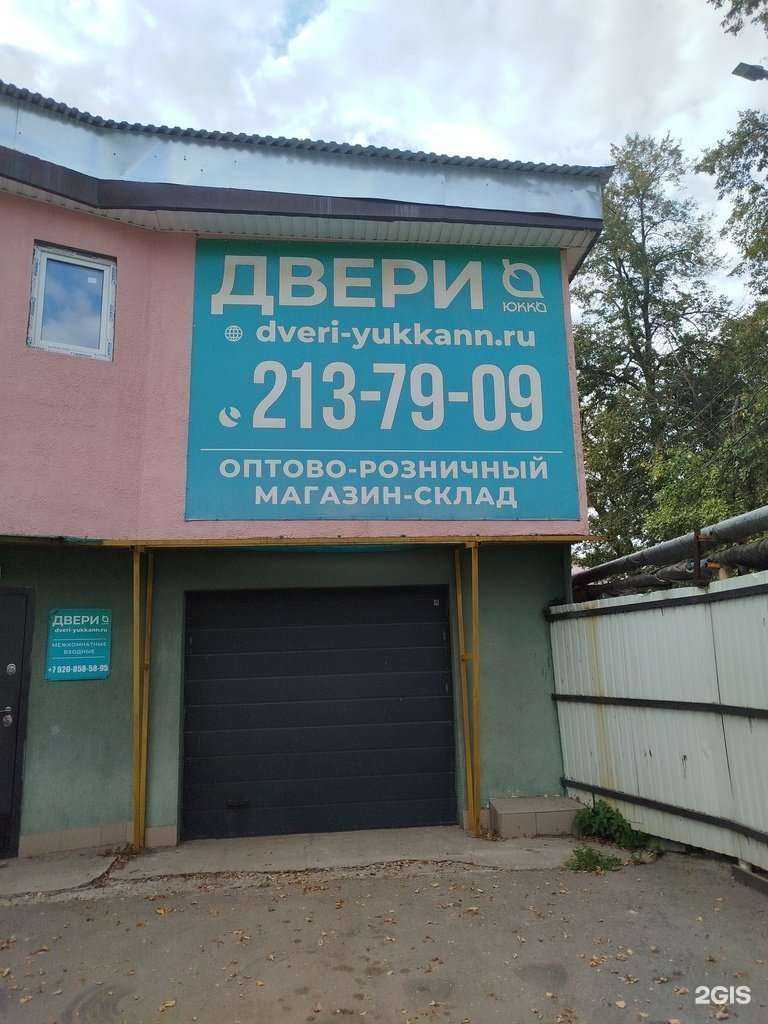 ДВЕРИ
ЮККА
dveri-yukkann.ru
213-79-09
ОПТОВО-РОЗНИЧНЫЙ
МАГАЗИН-СКЛАД
ДВЕРИ
dveri-yukkann.ru
МЕЖКОМНАТНЫЕ
ВХОДНЫЕ
+7 920-058-58-95
2GIS